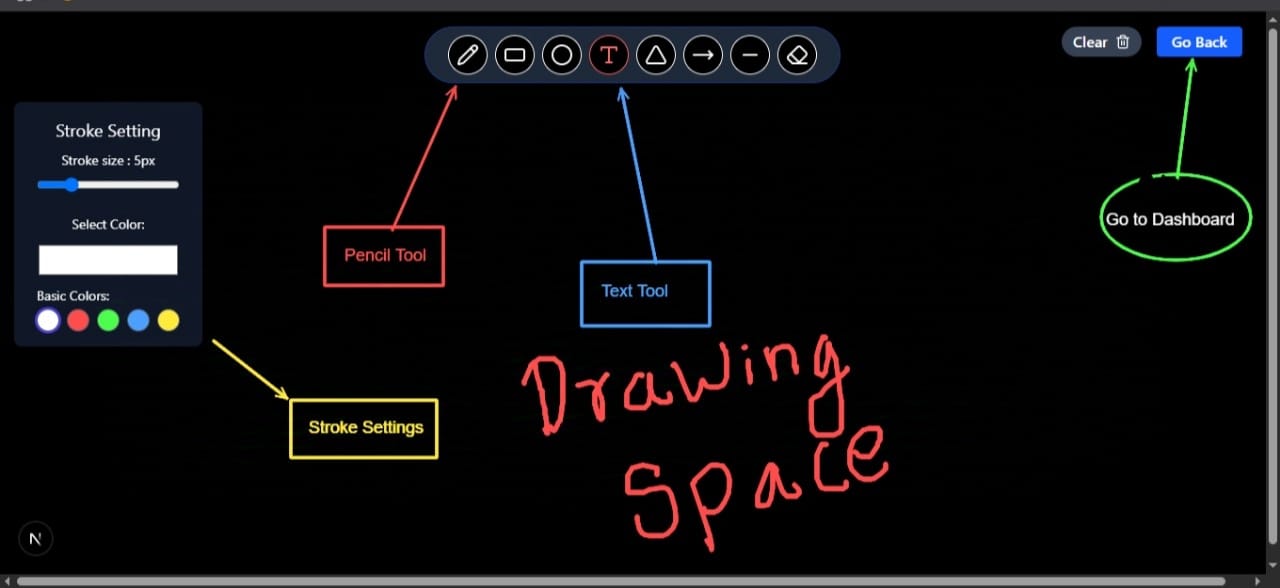 T
Clear
Go Back
Stroke Setting
Stroke size : 5px
Select Color:
Basic Colors:
Go to Dashboard
Pencil Tool
Text Tool
Stroke Settings
Drawing
Space
N